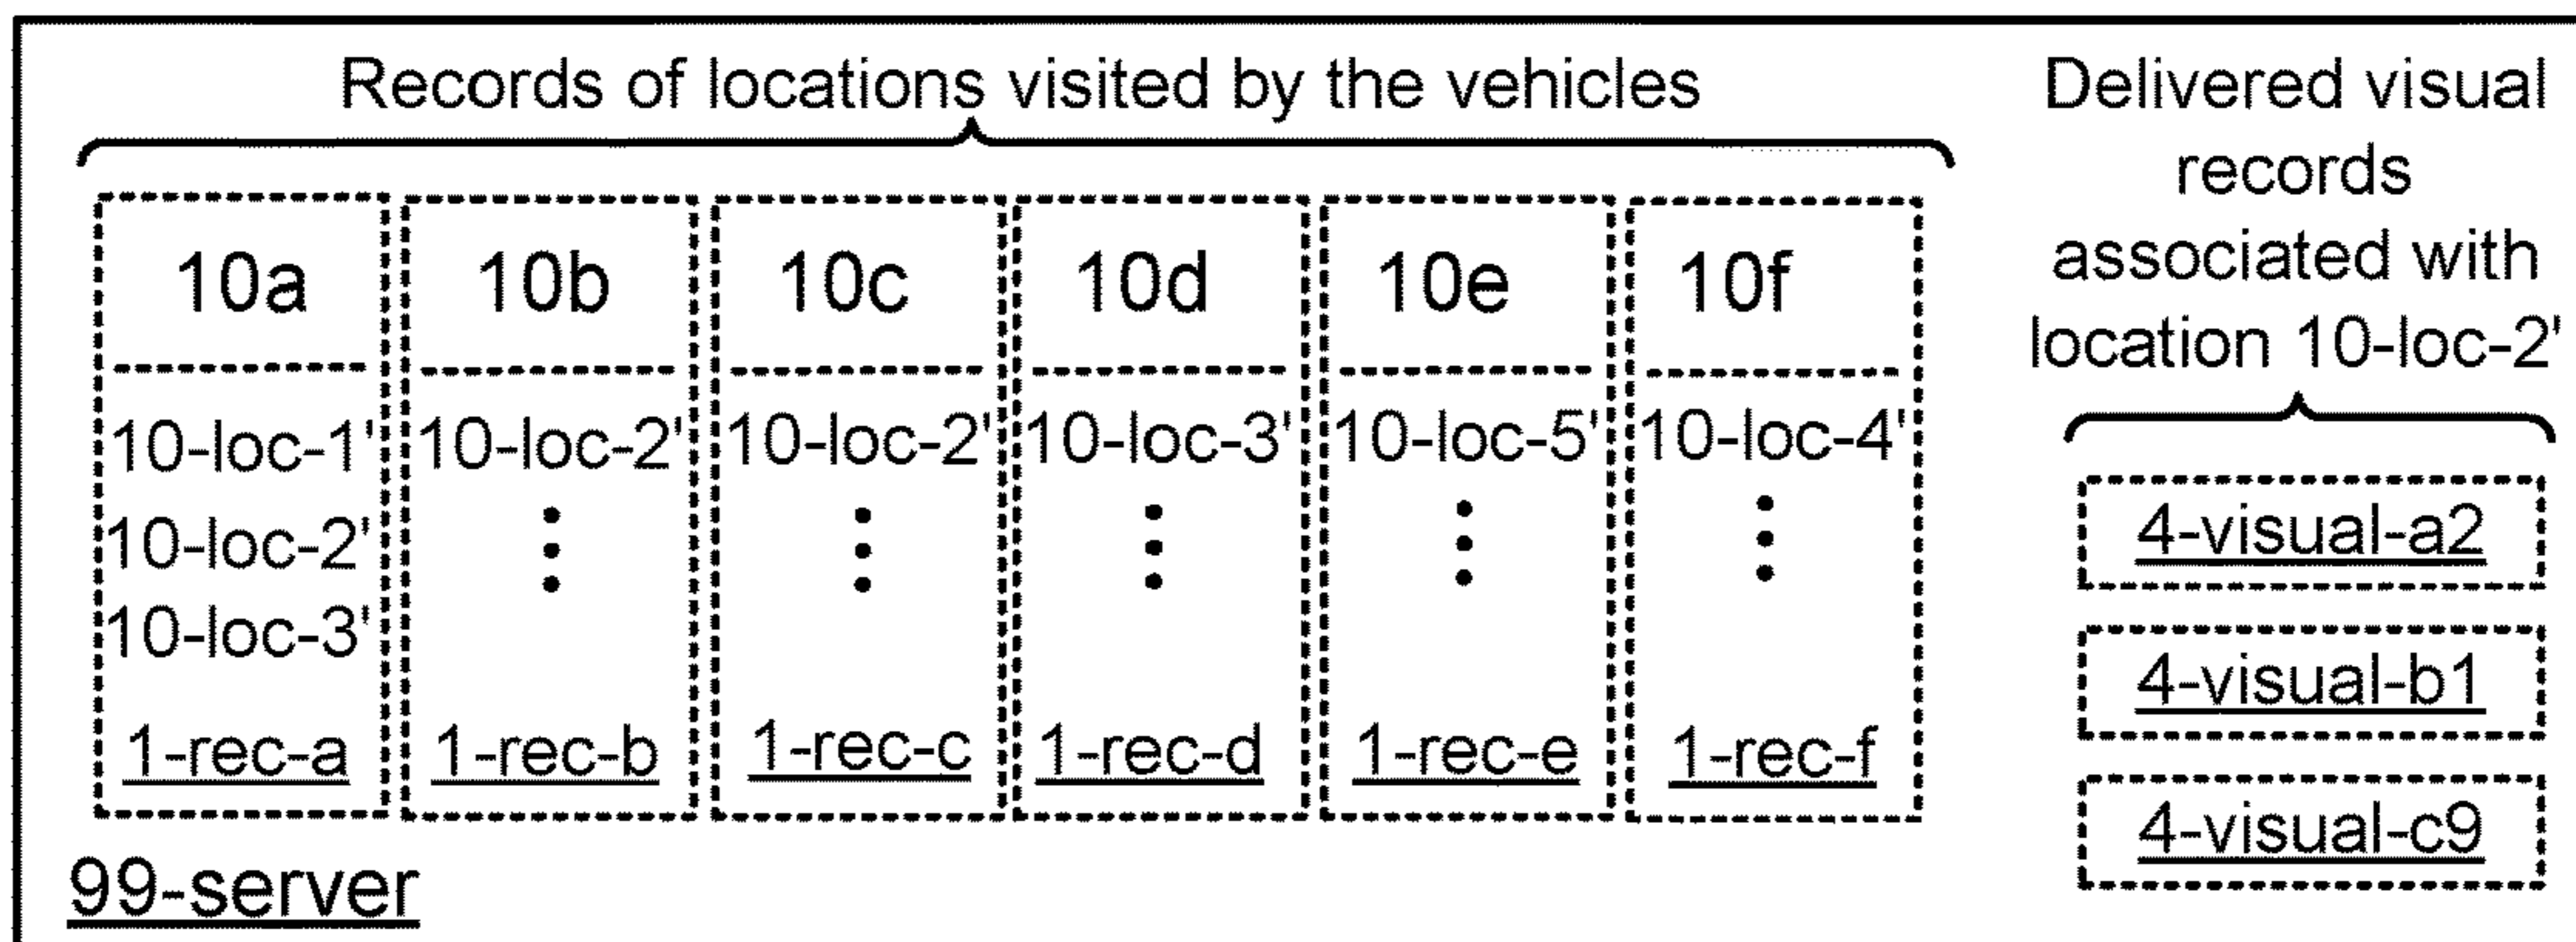 Records of locations visited by the vehicles
10a 10b 10c 10d 10e 10f
10-loc-1' 10-loc-2' 10-loc-2' 10-loc-3' 10-loc-5' 10-loc-4'
10-loc-2'
10-loc-3'
1-rec-a 1-rec-b 1-rec-c 1-rec-d 1-rec-e 1-rec-f
99-server
Delivered visual
records
associated with
location 10-loc-2'
4-visual-a2
4-visual-b1
4-visual-c9